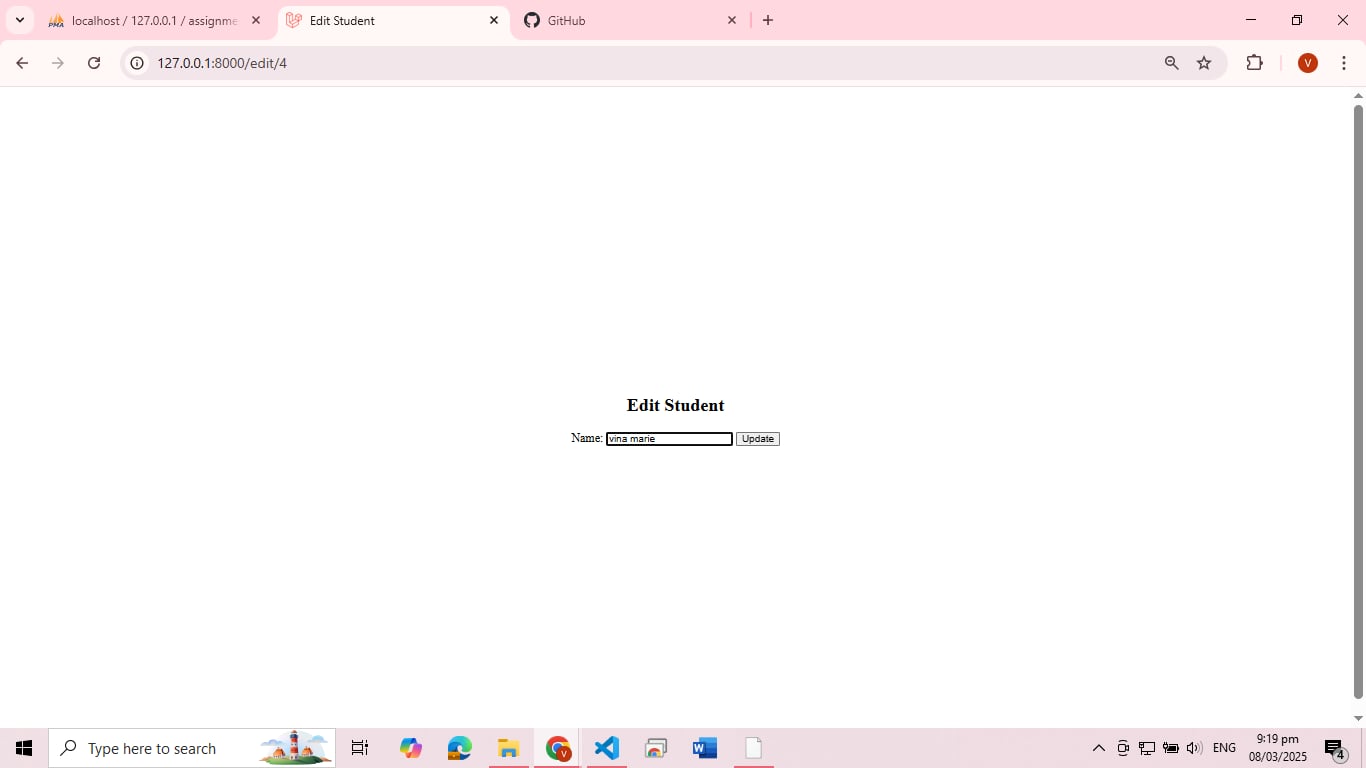 localhost / 127.0.0.1 / assignme
Edit Student
GitHub
127.0.0.1:8000/edit/4
V
Edit Student
Name: vina marie Update
Type here to search
V
W
ENG
9:19 pm
08/03/2025
4